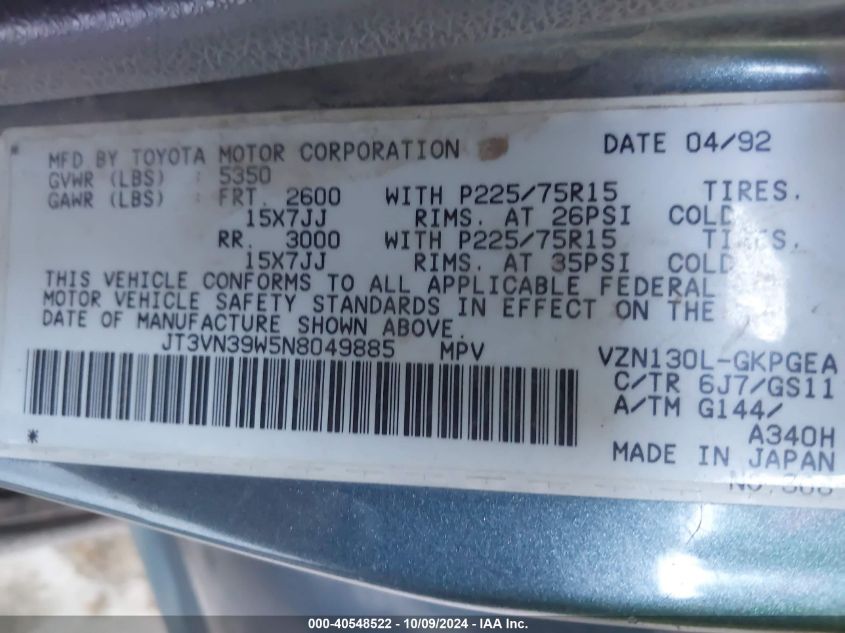 * MFD BY TOYOTA MOTOR CORPORATION DATE 04/92
GVWR (LBS) : 5350
GAWR (LBS) : FRT. 2600 WITH P225/75R15 TIRES.
15X7JJ RIMS. AT 26PSI COLD
RR. 3000 WITH P225/75R15 TIRES.
15X7JJ RIMS. AT 35PSI COLD
THIS VEHICLE CONFORMS TO ALL APPLICABLE FEDERAL
MOTOR VEHICLE SAFETY STANDARDS IN EFFECT ON THE
DATE OF MANUFACTURE SHOWN ABOVE.
JT3VN39W5N8049885 MPV VZN130L-GKPGEA
C/TR 6J7/GS11
A/TM G144/
A340H
* MADE IN JAPAN
000-40548522 - 10/09/2024 - IAA Inc.